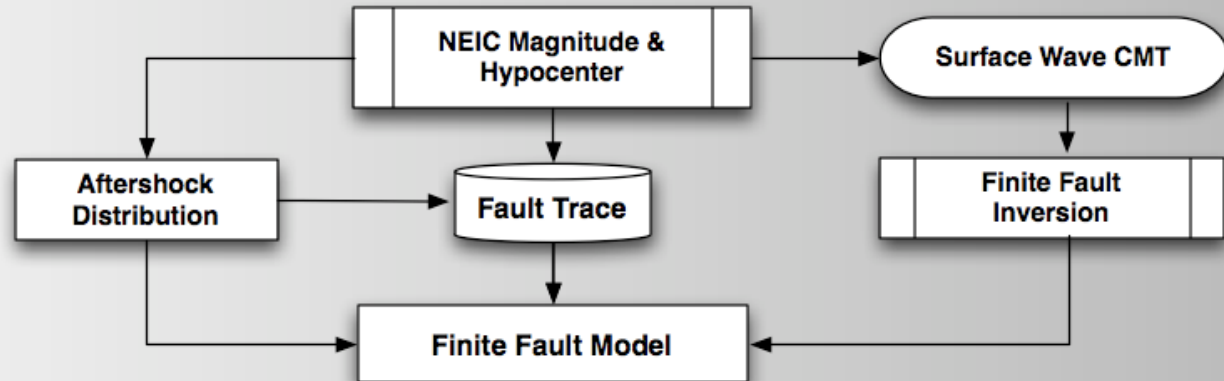 NEIC Magnitude &
Hypocenter
Surface Wave CMT
Aftershock
Distribution
Fault Trace
Finite Fault
Inversion
Finite Fault Model